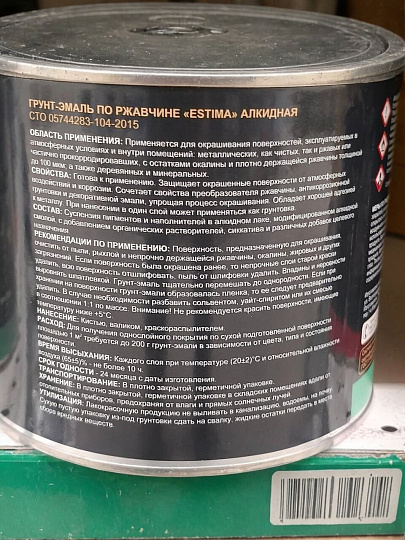 ГРУНТ-ЭМАЛЬ ПО РЖАВЧИНЕ «ESTIMA» АЛКИДНАЯ
СТО 05744283-104-2015
ОБЛАСТЬ ПРИМЕНЕНИЯ: Применяется для окрашивания поверхностей, эксплуатируемых в
атмосферных условиях и внутри помещений: металлических, как чистых, так и ржавых или
частично прокорродировавших, с остатками окалины и плотно держащейся ржавчины толщиной
до 100 мкм; а также деревянных и минеральных.
СВОЙСТВА: Готова к применению. Защищает окрашенные поверхности от атмосферных
воздействия и коррозии. Сочетает свойства преобразователя ржавчины, антикоррозионной
грунтовки и декоративной эмали, упрощая процесс окрашивания. Обладает хорошей адгезией
к металлу. При нанесении в один слой может применяться как грунтовка.
СОСТАВ: Суспензия пигментов и наполнителей в алкидном лаке, модифицированном алкидной
смолой, с добавлением органических растворителей, сиккатива и различных добавок целевого
назначения
РЕКОМЕНДАЦИИ ПО ПРИМЕНЕНИЮ: Поверхность, предназначенную для окрашивания,
очистить от пыли, рыхлой и непрочно держащейся ржавчины, окалины, жировых и других
загрязнений. Если поверхность была окрашена ранее, то непрочные слои старой краски
удалить, всю поверхность отшлифовать, пыль от шлифовки удалить. Впадины и неровности
выровнять шпатлевкой. Грунт-эмаль тщательно перемешать до однородности. Если при
хранении на поверхности грунт-эмали образовалась пленка, то ее следует предварительно
удалить. В случае необходимости разбавить сольвентом, уайт-спиритом или их смесью
в соотношении 1:1 по массе. Внимание! Не рекомендуется красить поверхности, имеющие
температуру ниже +5°С.
НАНЕСЕНИЕ: Кистью, валиком, краскораспылителем.
РАСХОД: Для получения однослойного покрытия по сухой подготовленной поверхности
площадью 1 м² требуется до 200 г грунт-эмали в зависимости от цвета, типа и состояния
поверхности.
ВРЕМЯ ВЫСЫХАНИЯ: Каждого слоя при температуре (20±2)°С и относительной влажности
воздуха (65±5)% - не более 10 ч.
СРОК ГОДНОСТИ - 24 месяца с даты изготовления.
ТРАНСПОРТИРОВАНИЕ: В плотно закрытой, герметичной упаковке.
ХРАНЕНИЕ: В плотно закрытой, герметичной упаковке в складских помещениях вдали от
отопительных приборов, предохраняя от влаги и прямых солнечных лучей.
УТИЛИЗАЦИЯ: Лакокрасочную продукцию не выливать в канализацию, водоемы, на почву.
Сухую пустую упаковку из-под грунтовки сдать на свалку, жидкие остатки передать в места
сбора вредных веществ.